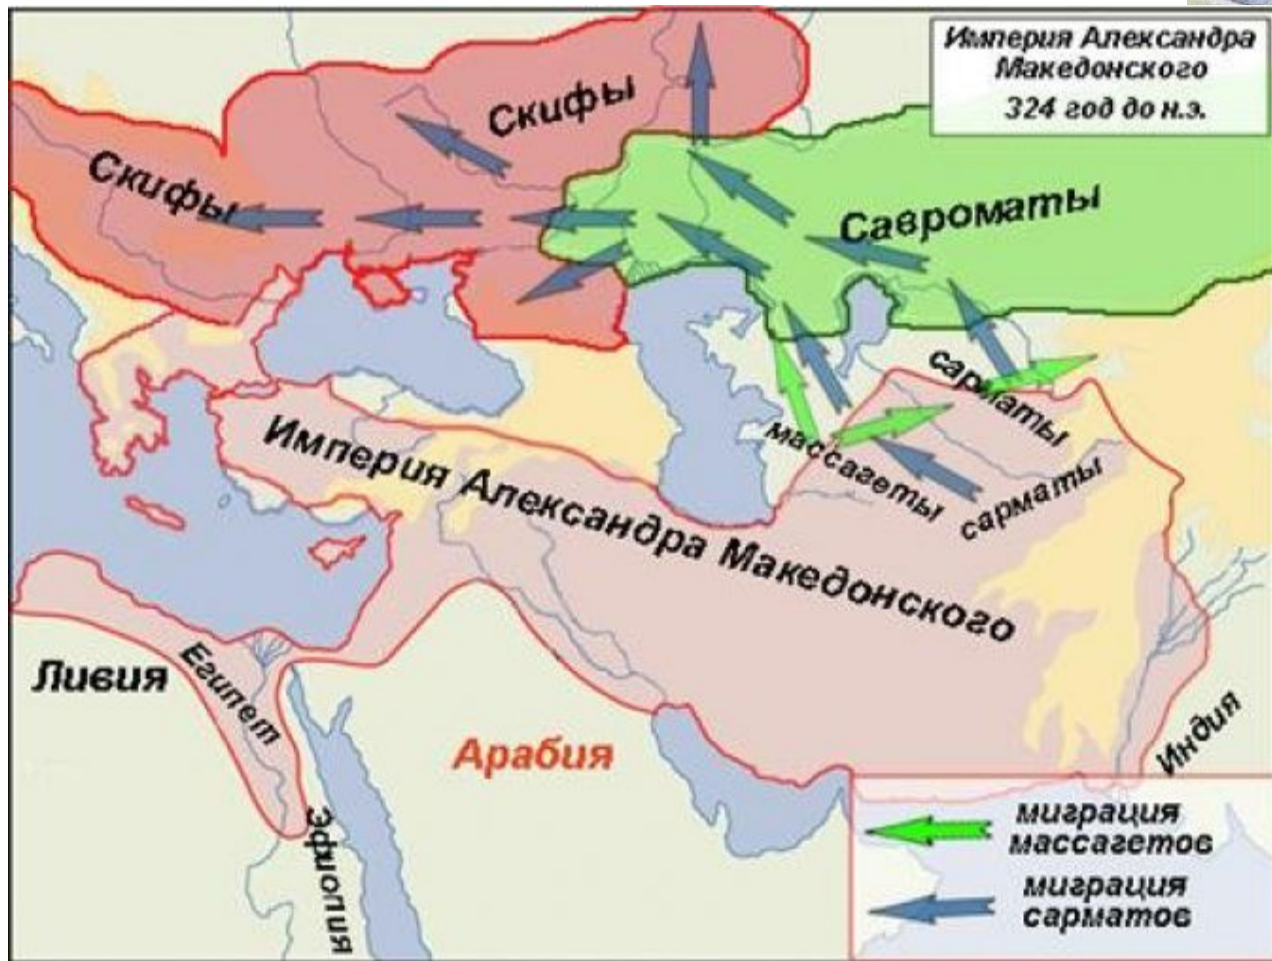 Империя Александра
Македонского
324 год до н.э.
Скифы
Скифы
Савроматы
сарматы
массагеты
сарматы
Империя Александра Македонского
Ливия
Египет
Арабия
Индия
эфиопия
миграция
массагетов
миграция
сарматов